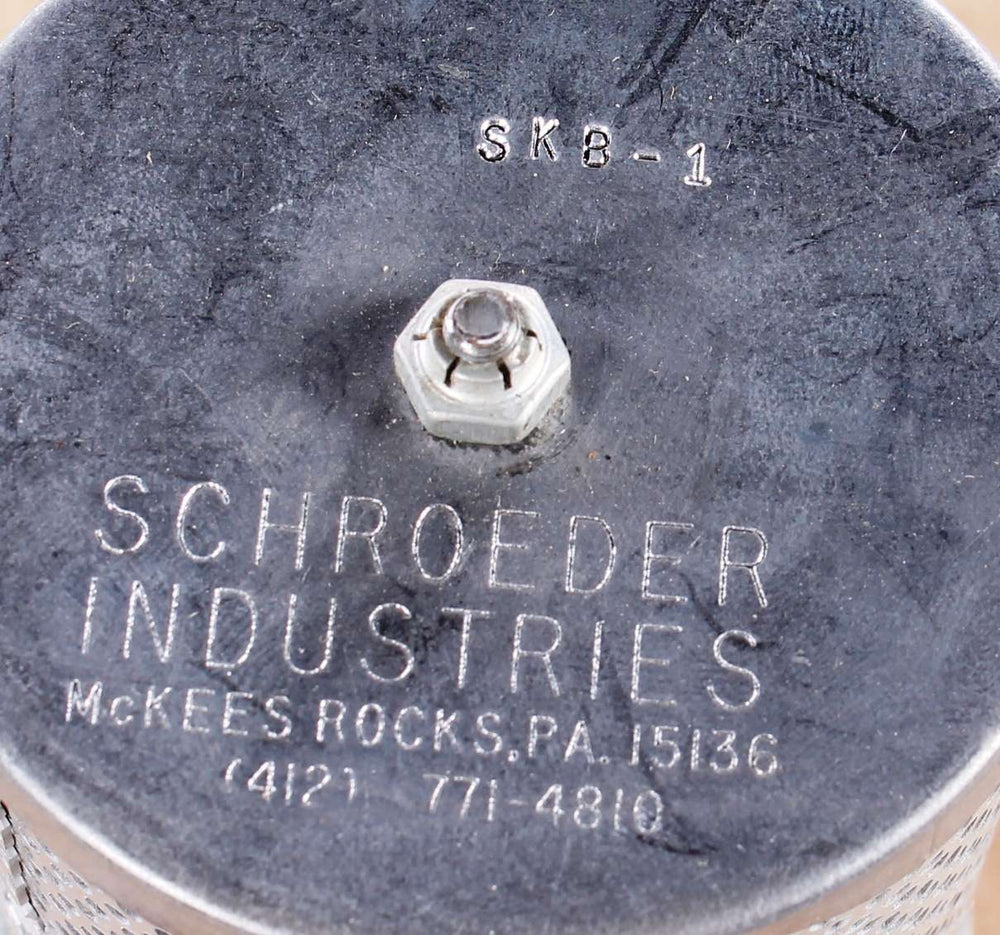 SKB-1
SCHROEDER
INDUSTRIES
McKEES ROCKS, PA. 15136
(412) 771-4810